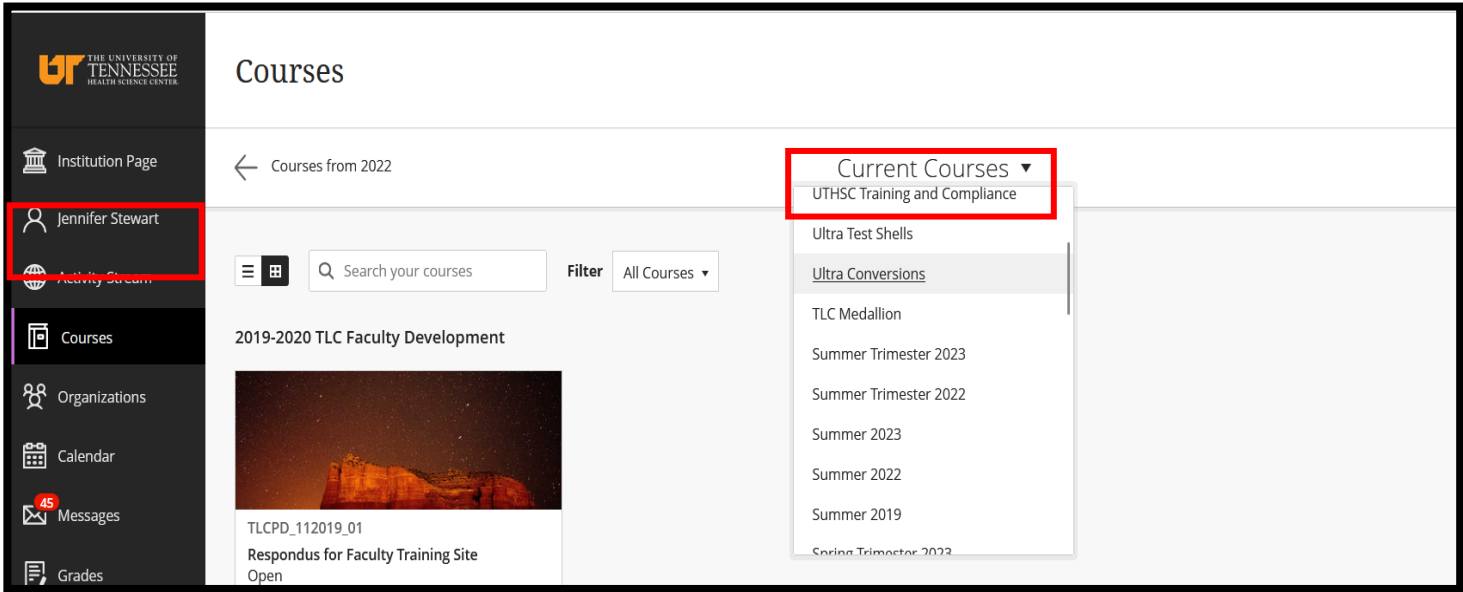 THE UNIVERSITY OF
TENNESSEE
HEALTH SCIENCE CENTER
Institution Page
Jennifer Stewart
Activity Stream
Courses
Organizations
Calendar
45
Messages
Grades
Courses
Courses from 2022
Current Courses
UTHSC Training and Compliance
Ultra Test Shells
Ultra Conversions
TLC Medallion
Summer Trimester 2023
Summer Trimester 2022
Summer 2023
Summer 2022
Summer 2019
Spring Trimester 2023
Search your courses
Filter
All Courses
2019-2020 TLC Faculty Development
TLCPD_112019_01
Respondus for Faculty Training Site
Open